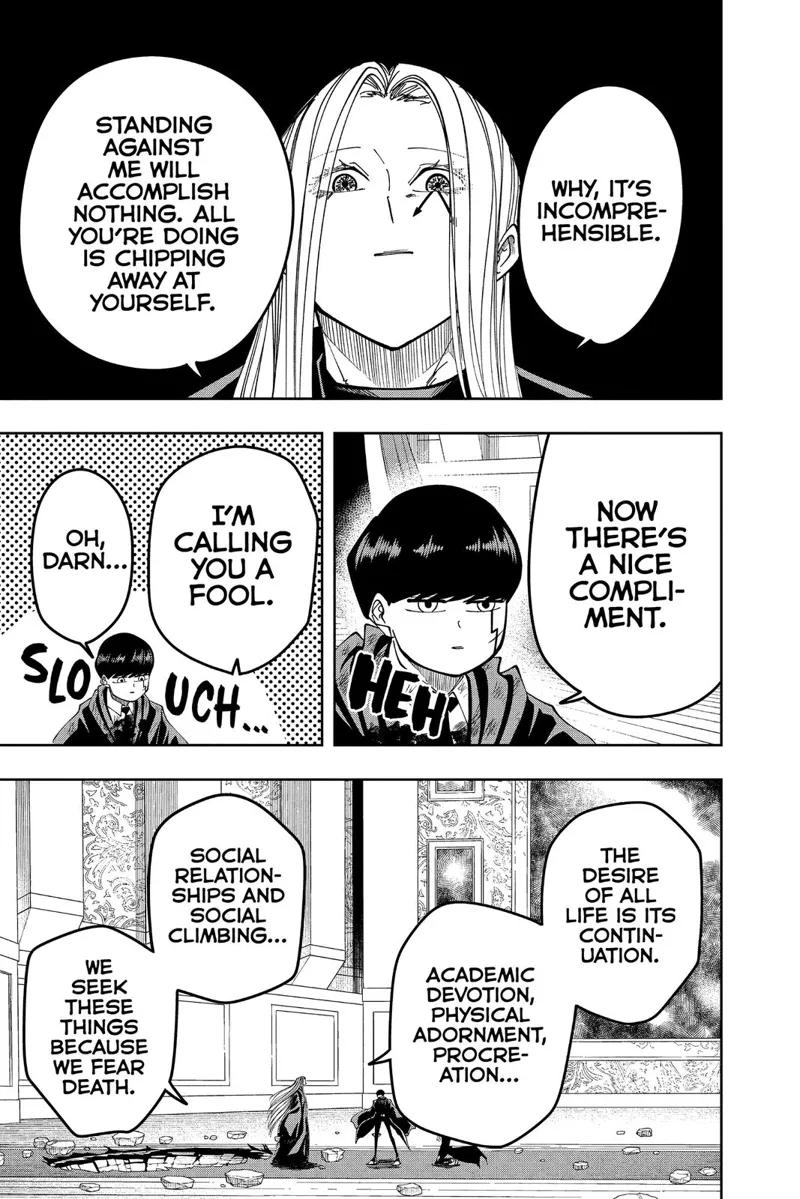 WHY, IT'S
INCOMPRE-
HENSIBLE.
STANDING
AGAINST
ME WILL
ACCOMPLISH
NOTHING. ALL
YOU'RE DOING
IS CHIPPING
AWAY AT
YOURSELF.
NOW
THERE'S
A NICE
COMPLI-
MENT.
HEH
I'M
CALLING
YOU A
FOOL.
OH,
DARN...
SLOUCH...
THE
DESIRE
OF ALL
LIFE IS ITS
CONTIN-
UATION.
ACADEMIC
DEVOTION,
PHYSICAL
ADORNMENT,
PROCRE-
ATION...
SOCIAL
RELATION-
SHIPS AND
SOCIAL
CLIMBING...
WE
SEEK
THESE
THINGS
BECAUSE
WE FEAR
DEATH.